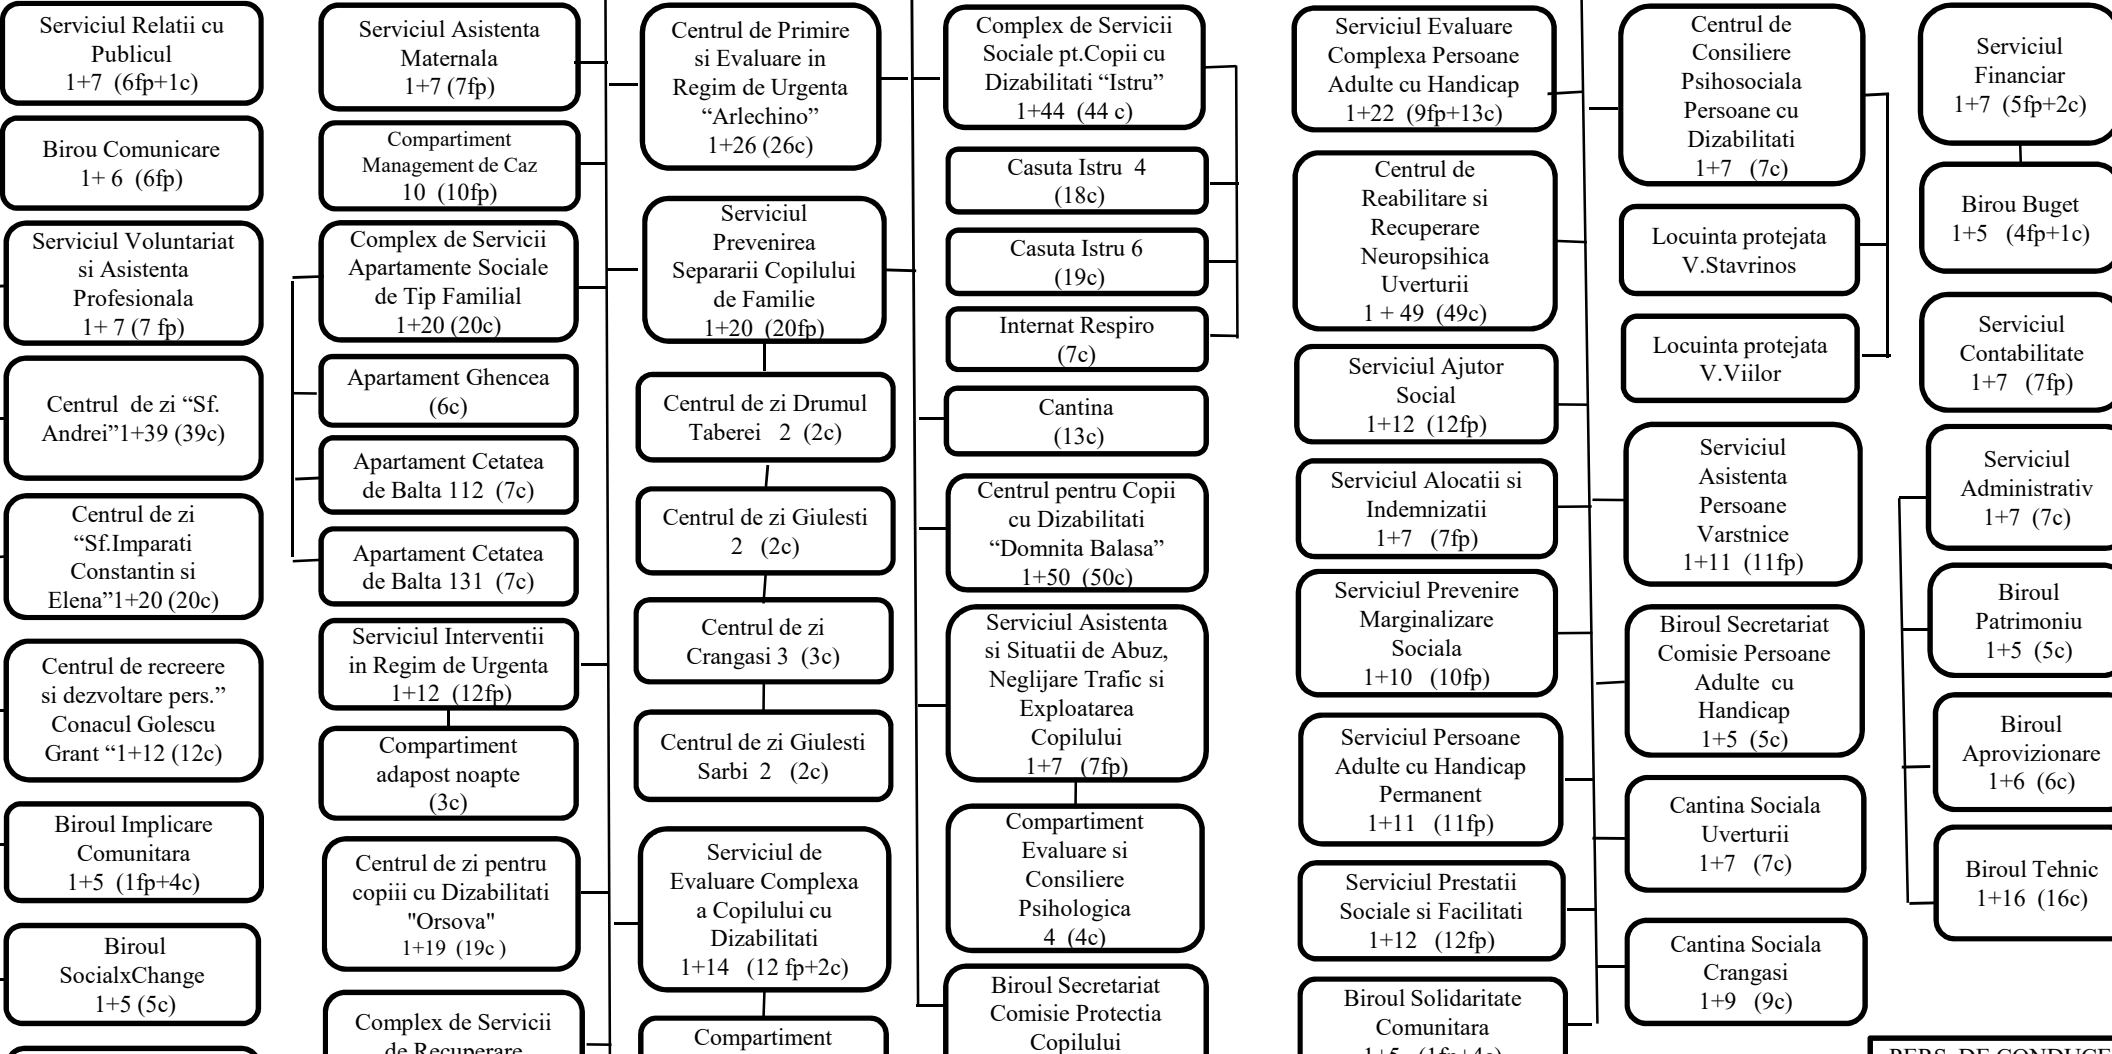 Serviciul Relatii cu
Publicul
1+7 (6fp+1c)
Birou Comunicare
1+ 6 (6fp)
Serviciul Voluntariat
si Asistenta
Profesionala
1+ 7 (7 fp)
Centrul de zi “Sf.
Andrei”1+39 (39c)
Centrul de zi
“Sf.Imparati
Constantin si
Elena”1+20 (20c)
Centrul de recreere
si dezvoltare pers.”
Conacul Golescu
Grant “1+12 (12c)
Biroul Implicare
Comunitara
1+5 (1fp+4c)
Biroul
SocialxChange
1+5 (5c)
Serviciul Asistenta
Maternala
1+7 (7fp)
Compartiment
Management de Caz
10 (10fp)
Complex de Servicii
Apartamente Sociale
de Tip Familial
1+20 (20c)
Apartament Ghencea
(6c)
Apartament Cetatea
de Balta 112 (7c)
Apartament Cetatea
de Balta 131 (7c)
Serviciul Interventii
in Regim de Urgenta
1+12 (12fp)
Compartiment
adapost noapte
(3c)
Centrul de zi pentru
copiii cu Dizabilitati
"Orsova"
1+19 (19c )
Complex de Servicii
de Recuperare
Centrul de Primire
si Evaluare in
Regim de Urgenta
“Arlechino”
1+26 (26c)
Serviciul
Prevenirea
Separarii Copilului
de Familie
1+20 (20fp)
Centrul de zi Drumul
Taberei 2 (2c)
Centrul de zi Giulesti
2 (2c)
Centrul de zi
Crangasi 3 (3c)
Centrul de zi Giulesti
Sarbi 2 (2c)
Serviciul de
Evaluare Complexa
a Copilului cu
Dizabilitati
1+14 (12 fp+2c)
Compartiment
Complex de Servicii
Sociale pt.Copii cu
Dizabilitati “Istru”
1+44 (44 c)
Casuta Istru 4
(18c)
Casuta Istru 6
(19c)
Internat Respiro
(7c)
Cantina
(13c)
Centrul pentru Copii
cu Dizabilitati
“Domnita Balasa”
1+50 (50c)
Serviciul Asistenta
si Situatii de Abuz,
Neglijare Trafic si
Exploatarea
Copilului
1+7 (7fp)
Compartiment
Evaluare si
Consiliere
Psihologica
4 (4c)
Biroul Secretariat
Comisie Protectia
Copilului
Serviciul Evaluare
Complexa Persoane
Adulte cu Handicap
1+22 (9fp+13c)
Centrul de
Reabilitare si
Recuperare
Neuropsihica
Uverturii
1 + 49 (49c)
Serviciul Ajutor
Social
1+12 (12fp)
Serviciul Alocatii si
Indemnizatii
1+7 (7fp)
Serviciul Prevenire
Marginalizare
Sociala
1+10 (10fp)
Serviciul Persoane
Adulte cu Handicap
Permanent
1+11 (11fp)
Serviciul Prestatii
Sociale si Facilitati
1+12 (12fp)
Biroul Solidaritate
Comunitara
1+5 (1fp+4c)
Centrul de
Consiliere
Psihosociala
Persoane cu
Dizabilitati
1+7 (7c)
Locuinta protejata
V.Stavrinos
Locuinta protejata
V.Viilor
Serviciul
Asistenta
Persoane
Varstnice
1+11 (11fp)
Biroul Secretariat
Comisie Persoane
Adulte cu
Handicap
1+5 (5c)
Cantina Sociala
Uverturii
1+7 (7c)
Cantina Sociala
Crangasi
1+9 (9c)
Serviciul
Financiar
1+7 (5fp+2c)
Birou Buget
1+5 (4fp+1c)
Serviciul
Contabilitate
1+7 (7fp)
Serviciul
Administrativ
1+7 (7c)
Biroul
Patrimoniu
1+5 (5c)
Biroul
Aprovizionare
1+6 (6c)
Biroul Tehnic
1+16 (16c)
PERS. DE CONDUCE